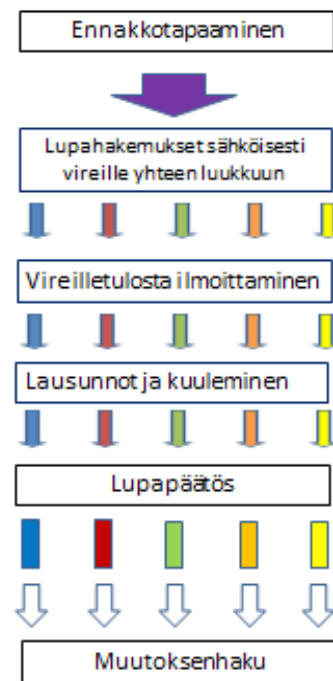 Ennakkotapaaminen
Lupahakemukset sähköisesti
vireille yhteen luukkuun
Vireilletulosta ilmoittaminen
Lausunnot ja kuuleminen
Lupapäätös
Muutoksenhaku